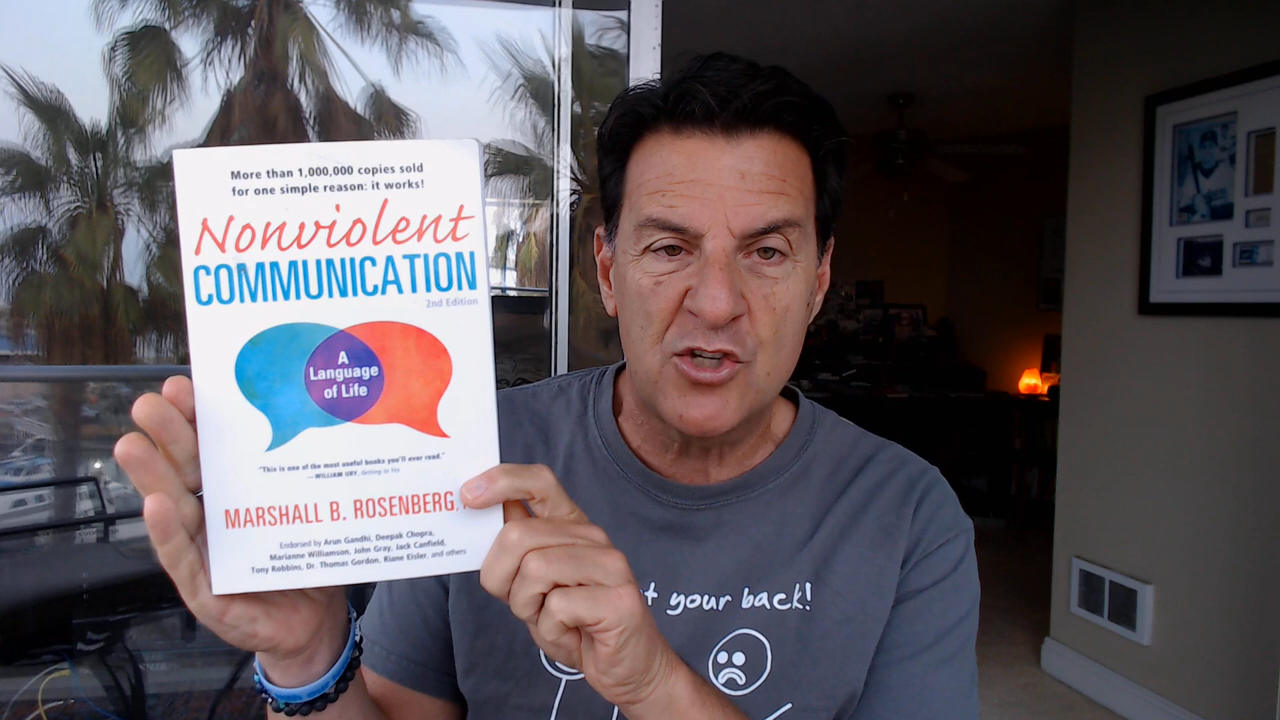 More than 1,000,000 copies sold
for one simple reason: it works!
Nonviolent
COMMUNICATION
2nd Edition
A
Language
of Life
"This is one of the most useful books you'll ever read."
—WILLIAM URY, Getting to Yes
MARSHALL B. ROSENBERG,
Endorsed by Arun Gandhi, Deepak Chopra,
Marianne Williamson, John Gray, Jack Canfield,
Tony Robbins, Dr. Thomas Gordon, Riane Eisler, and others
your back!